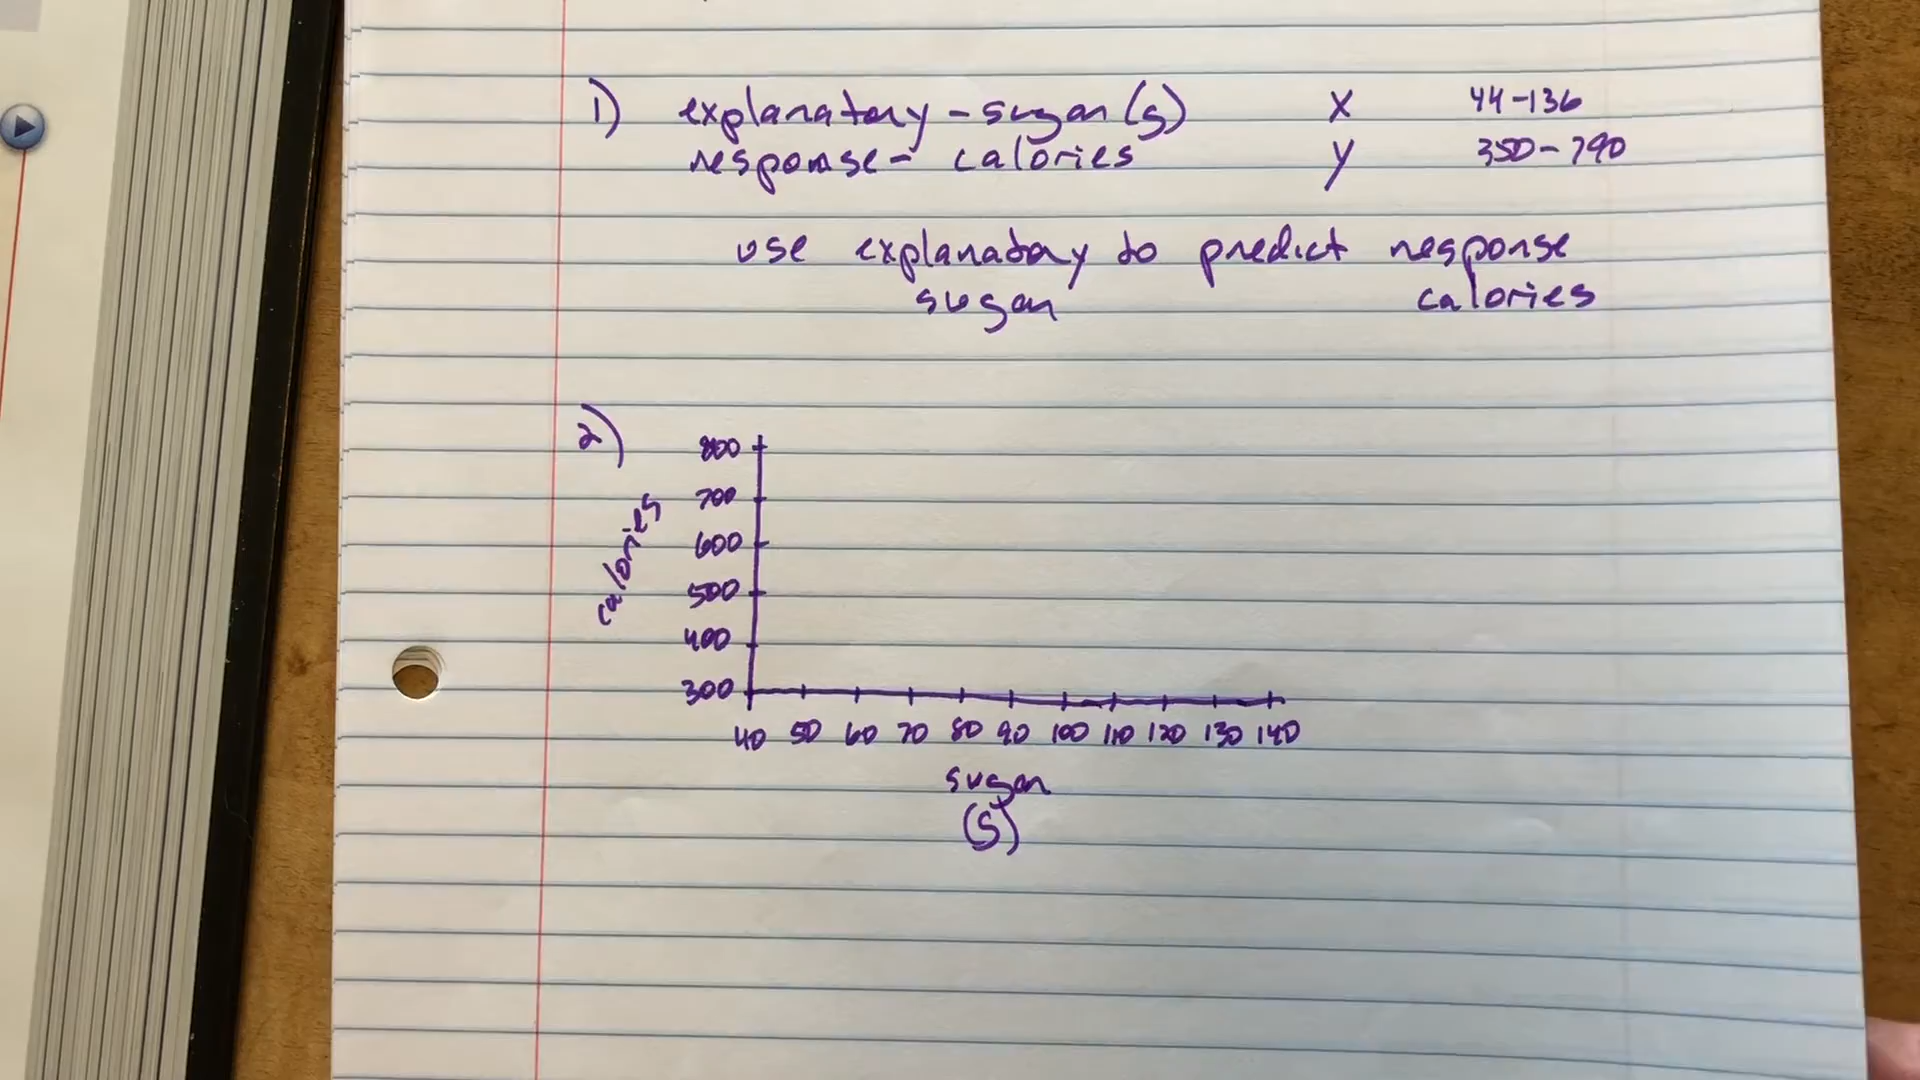 1) explanatory - sugar (g) X 44-136
response - calories y 350-790
use explanatory to predict response
sugar calories
2)
800
700
600
500
400
300
calories
40 50 60 70 80 90 100 110 120 130 140
sugar
(g)